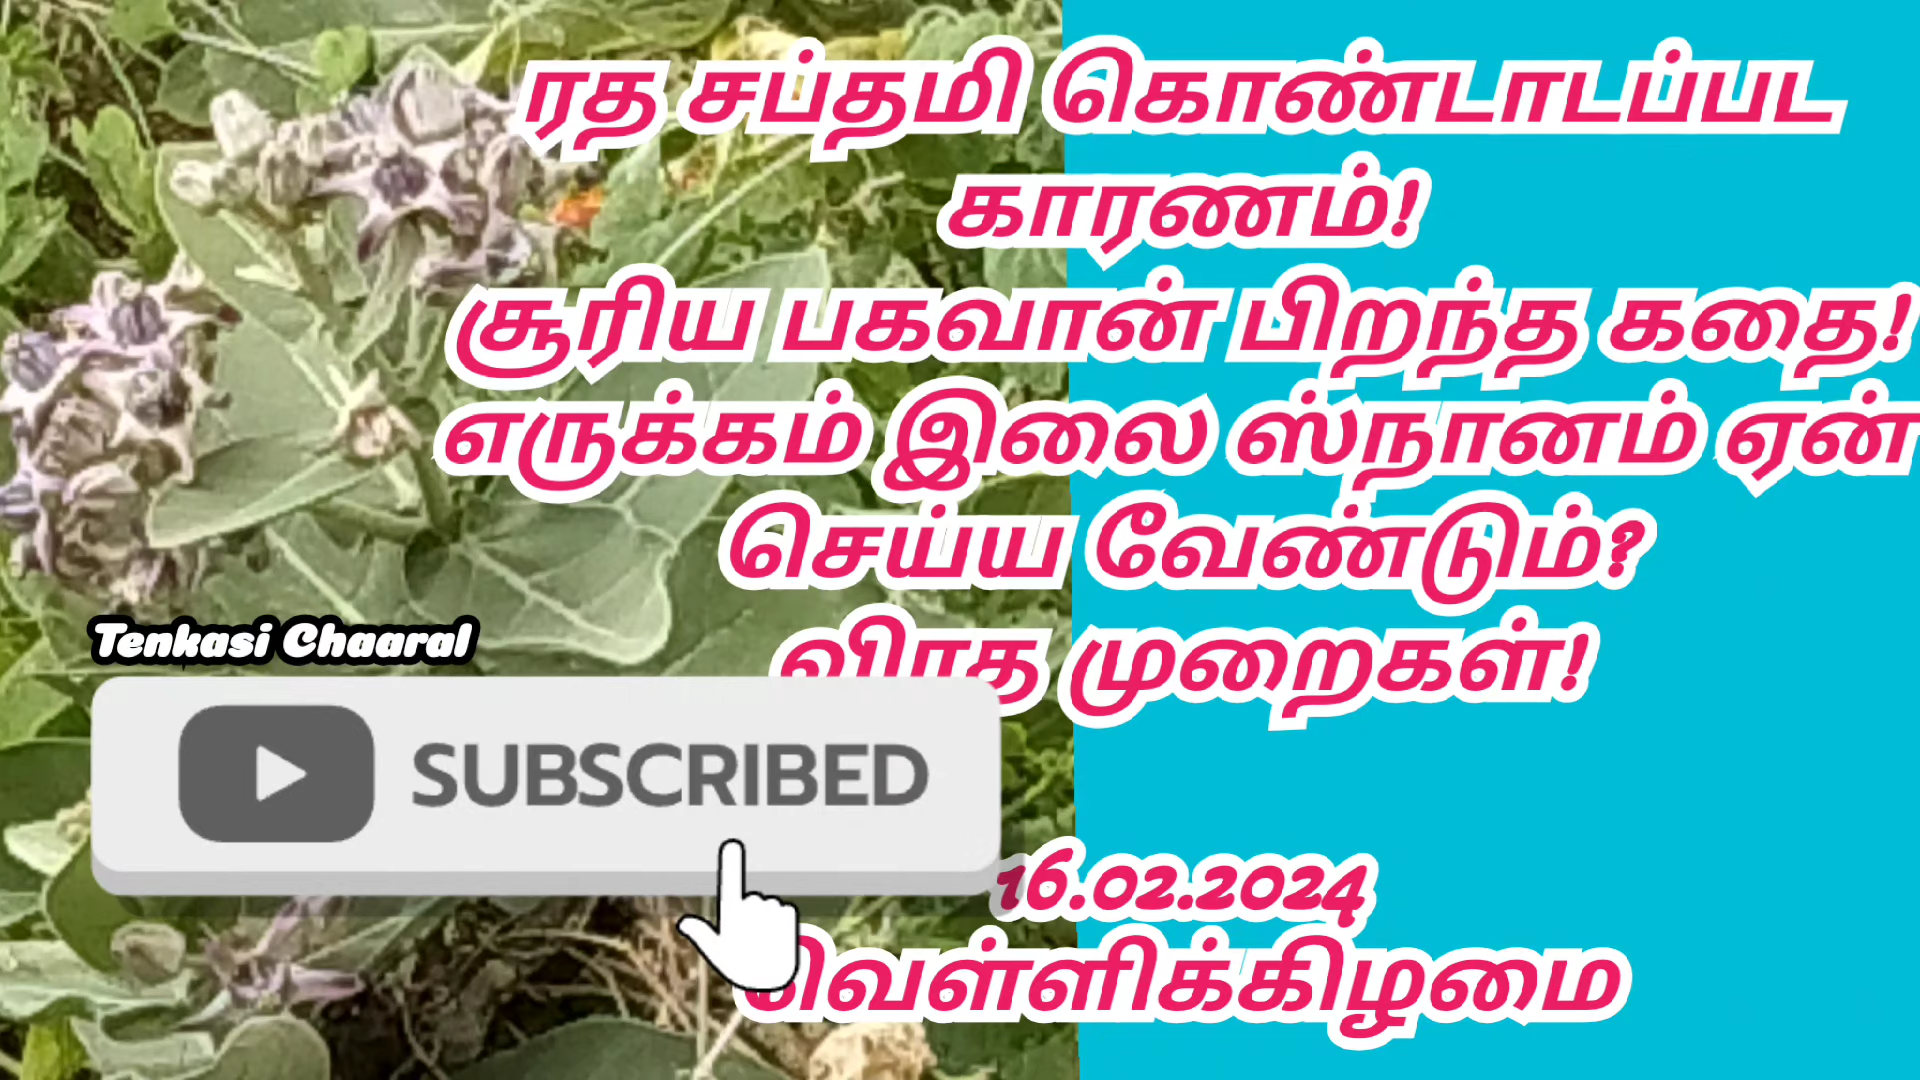 ரத சப்தமி கொண்டாடப்பட
காரணம்!
சூரிய பகவான் பிறந்த கதை!
எருக்கம் இலை ஸ்நானம் ஏன்
செய்ய வேண்டும்?
விரத முறைகள்!
Tenkasi Chaaral
SUBSCRIBED
16.02.2024
வெள்ளிக்கிழமை